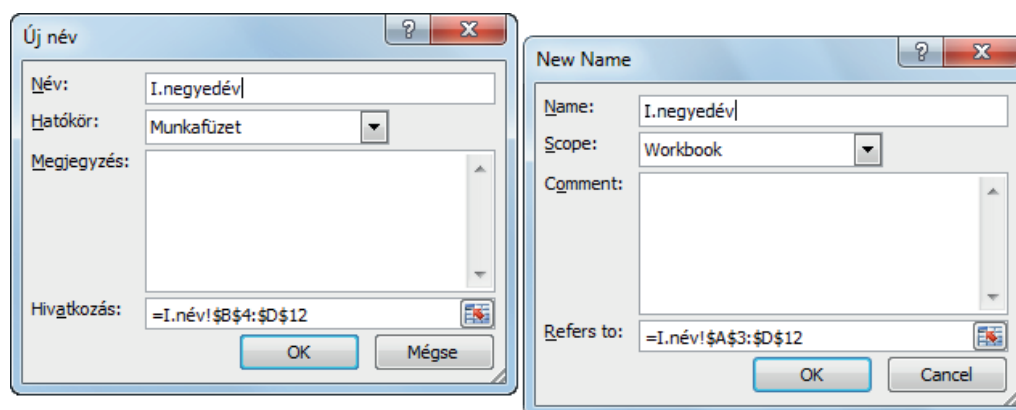 Új név
?
Név:
I.negyedév
Hatókör:
Munkafüzet
Megjegyzés:
Hivatkozás:
=I.név!$B$4:$D$12
OK
Mégse
New Name
?
Name:
I.negyedév
Scope:
Workbook
Comment:
Refers to:
=I.név!$A$3:$D$12
OK
Cancel